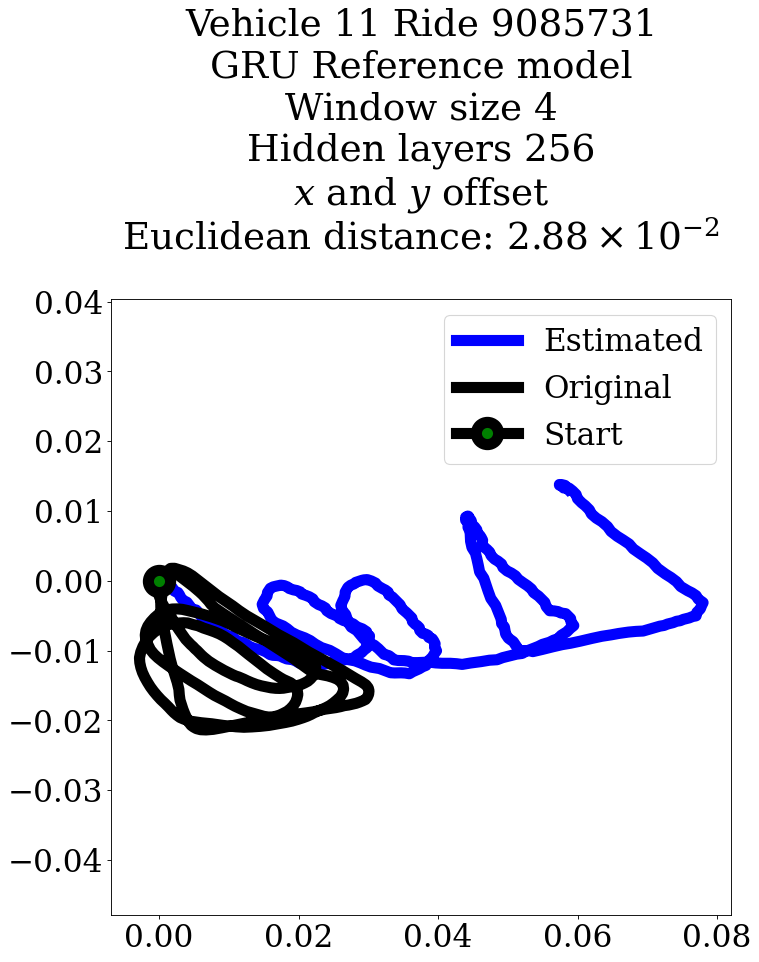 Vehicle 11 Ride 9085731
GRU Reference model
Window size 4
Hidden layers 256
x and y offset
Euclidean distance: 2.88 × 10⁻²
0.04
0.03
0.02
0.01
0.00
−0.01
−0.02
−0.03
−0.04
Estimated
Original
Start
0.00 0.02 0.04 0.06 0.08